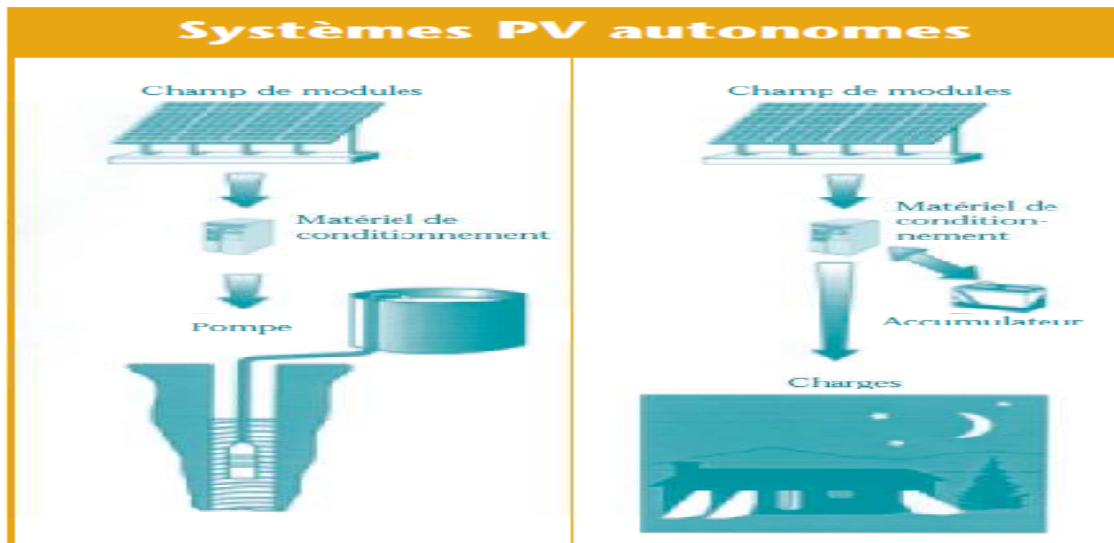 Systèmes PV autonomes
Champ de modules
Matériel de
conditionnement
Pompe
Champ de modules
Matériel de
condition-
nement
Accumulateur
Charges